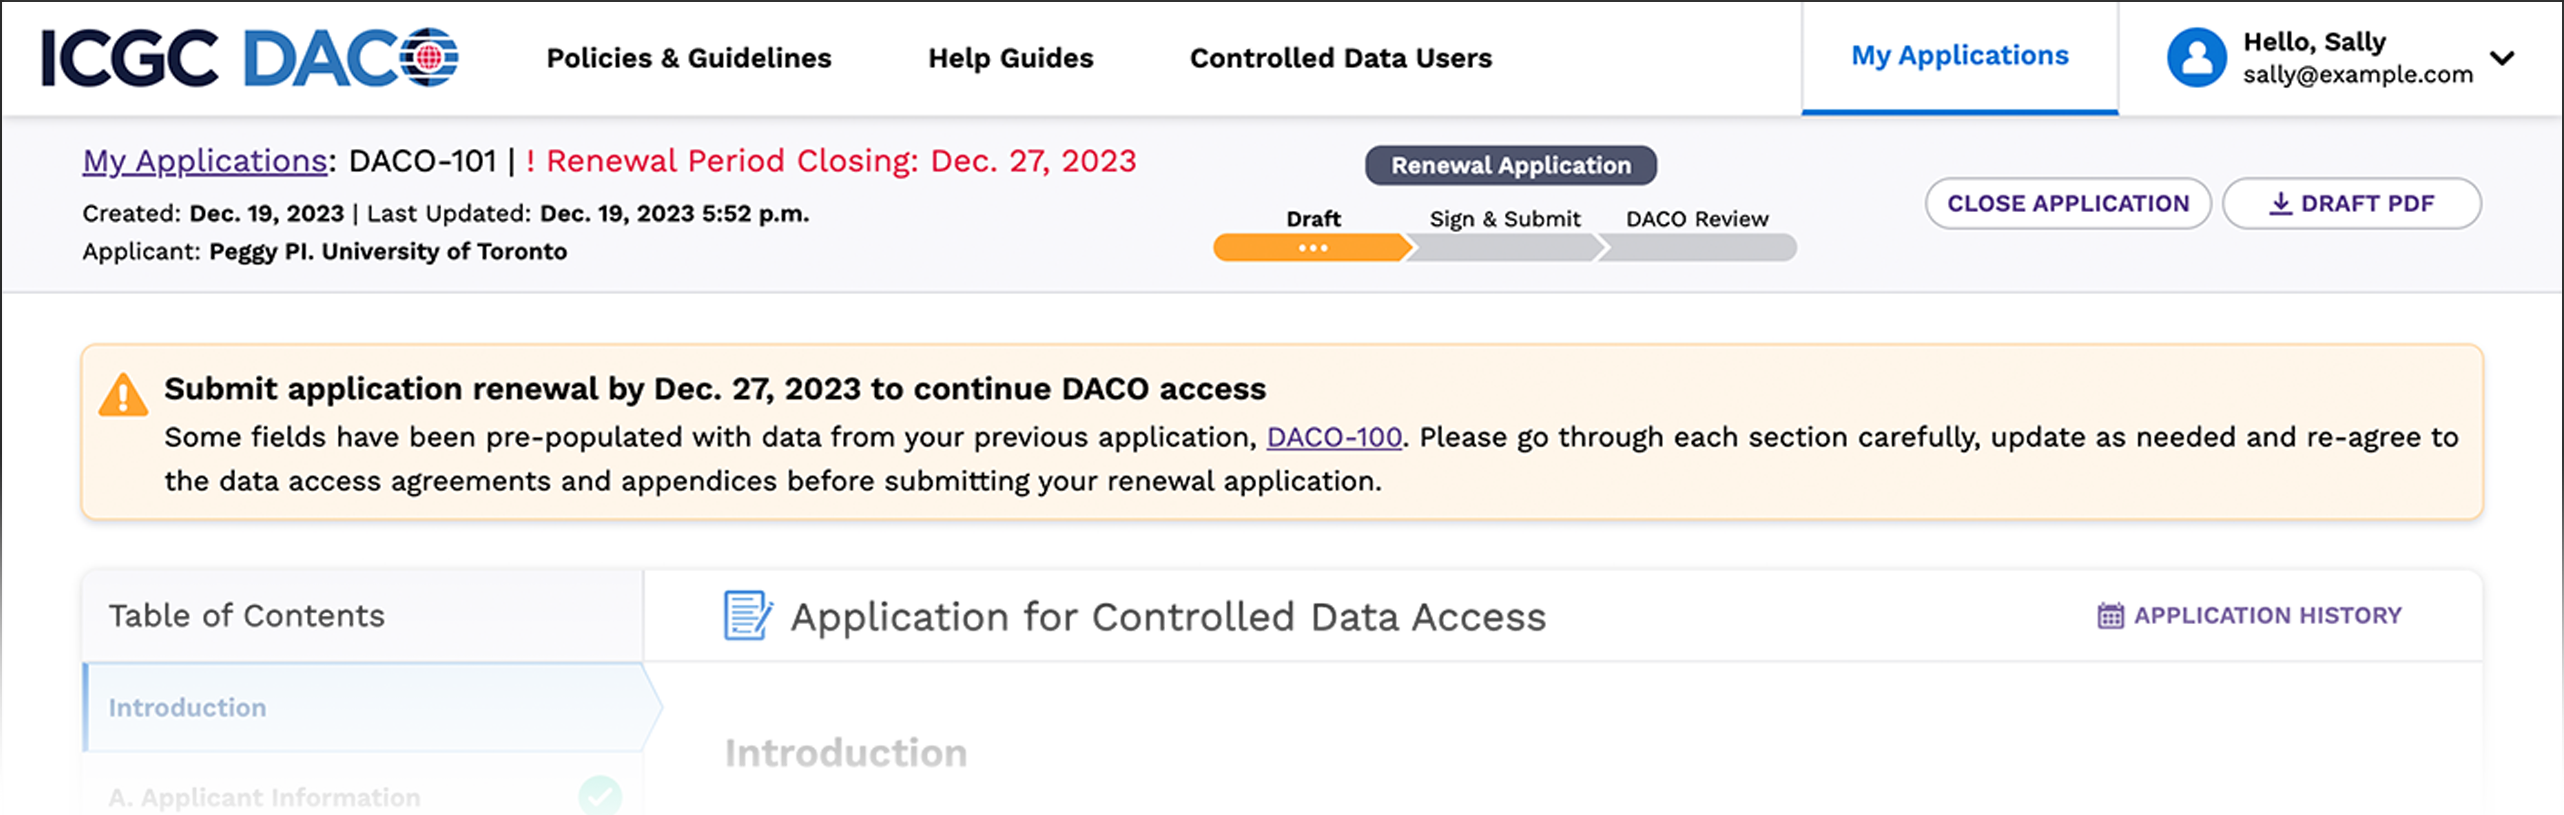 ICGC DACO
Policies & Guidelines
Help Guides
Controlled Data Users
My Applications
Hello, Sally
sally@example.com
My Applications: DACO-101 | ! Renewal Period Closing: Dec. 27, 2023
Created: Dec. 19, 2023 | Last Updated: Dec. 19, 2023 5:52 p.m.
Applicant: Peggy PI. University of Toronto
Renewal Application
Draft
Sign & Submit
DACO Review
CLOSE APPLICATION
DRAFT PDF
Submit application renewal by Dec. 27, 2023 to continue DACO access
Some fields have been pre-populated with data from your previous application, DACO-100. Please go through each section carefully, update as needed and re-agree to
the data access agreements and appendices before submitting your renewal application.
Table of Contents
Application for Controlled Data Access
APPLICATION HISTORY
Introduction
Introduction
A. Applicant Information